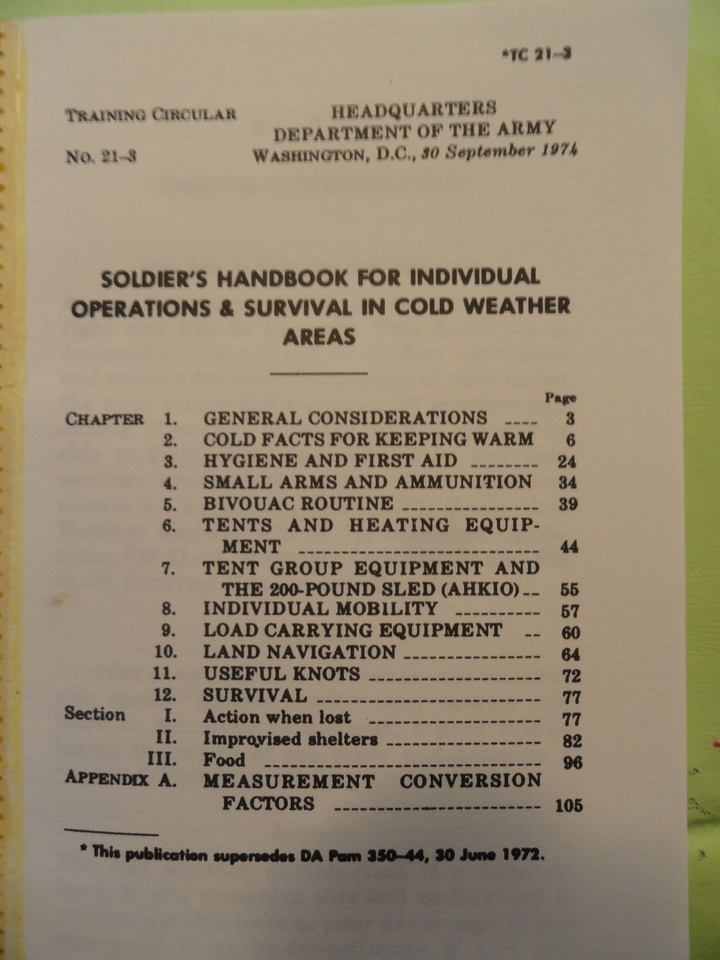 *TC 21-3
TRAINING CIRCULAR
No. 21-3
HEADQUARTERS
DEPARTMENT OF THE ARMY
WASHINGTON, D.C., 30 September 1974
SOLDIER'S HANDBOOK FOR INDIVIDUAL
OPERATIONS & SURVIVAL IN COLD WEATHER
AREAS
Page
CHAPTER 1. GENERAL CONSIDERATIONS ---- 3
2. COLD FACTS FOR KEEPING WARM 6
3. HYGIENE AND FIRST AID -------- 24
4. SMALL ARMS AND AMMUNITION 34
5. BIVOUAC ROUTINE ---------------- 39
6. TENTS AND HEATING EQUIP-
MENT ---------------------------- 44
7. TENT GROUP EQUIPMENT AND
THE 200-POUND SLED (AHKIO)-- 55
8. INDIVIDUAL MOBILITY ---------- 57
9. LOAD CARRYING EQUIPMENT -- 60
10. LAND NAVIGATION ---------------- 64
11. USEFUL KNOTS -------------------- 72
12. SURVIVAL -------------------------- 77
Section I. Action when lost -------------------- 77
II. Improvised shelters ------------------ 82
III. Food -------------------------------- 96
APPENDIX A. MEASUREMENT CONVERSION
FACTORS ------------------------ 105
* This publication supersedes DA Pam 350-44, 30 June 1972.